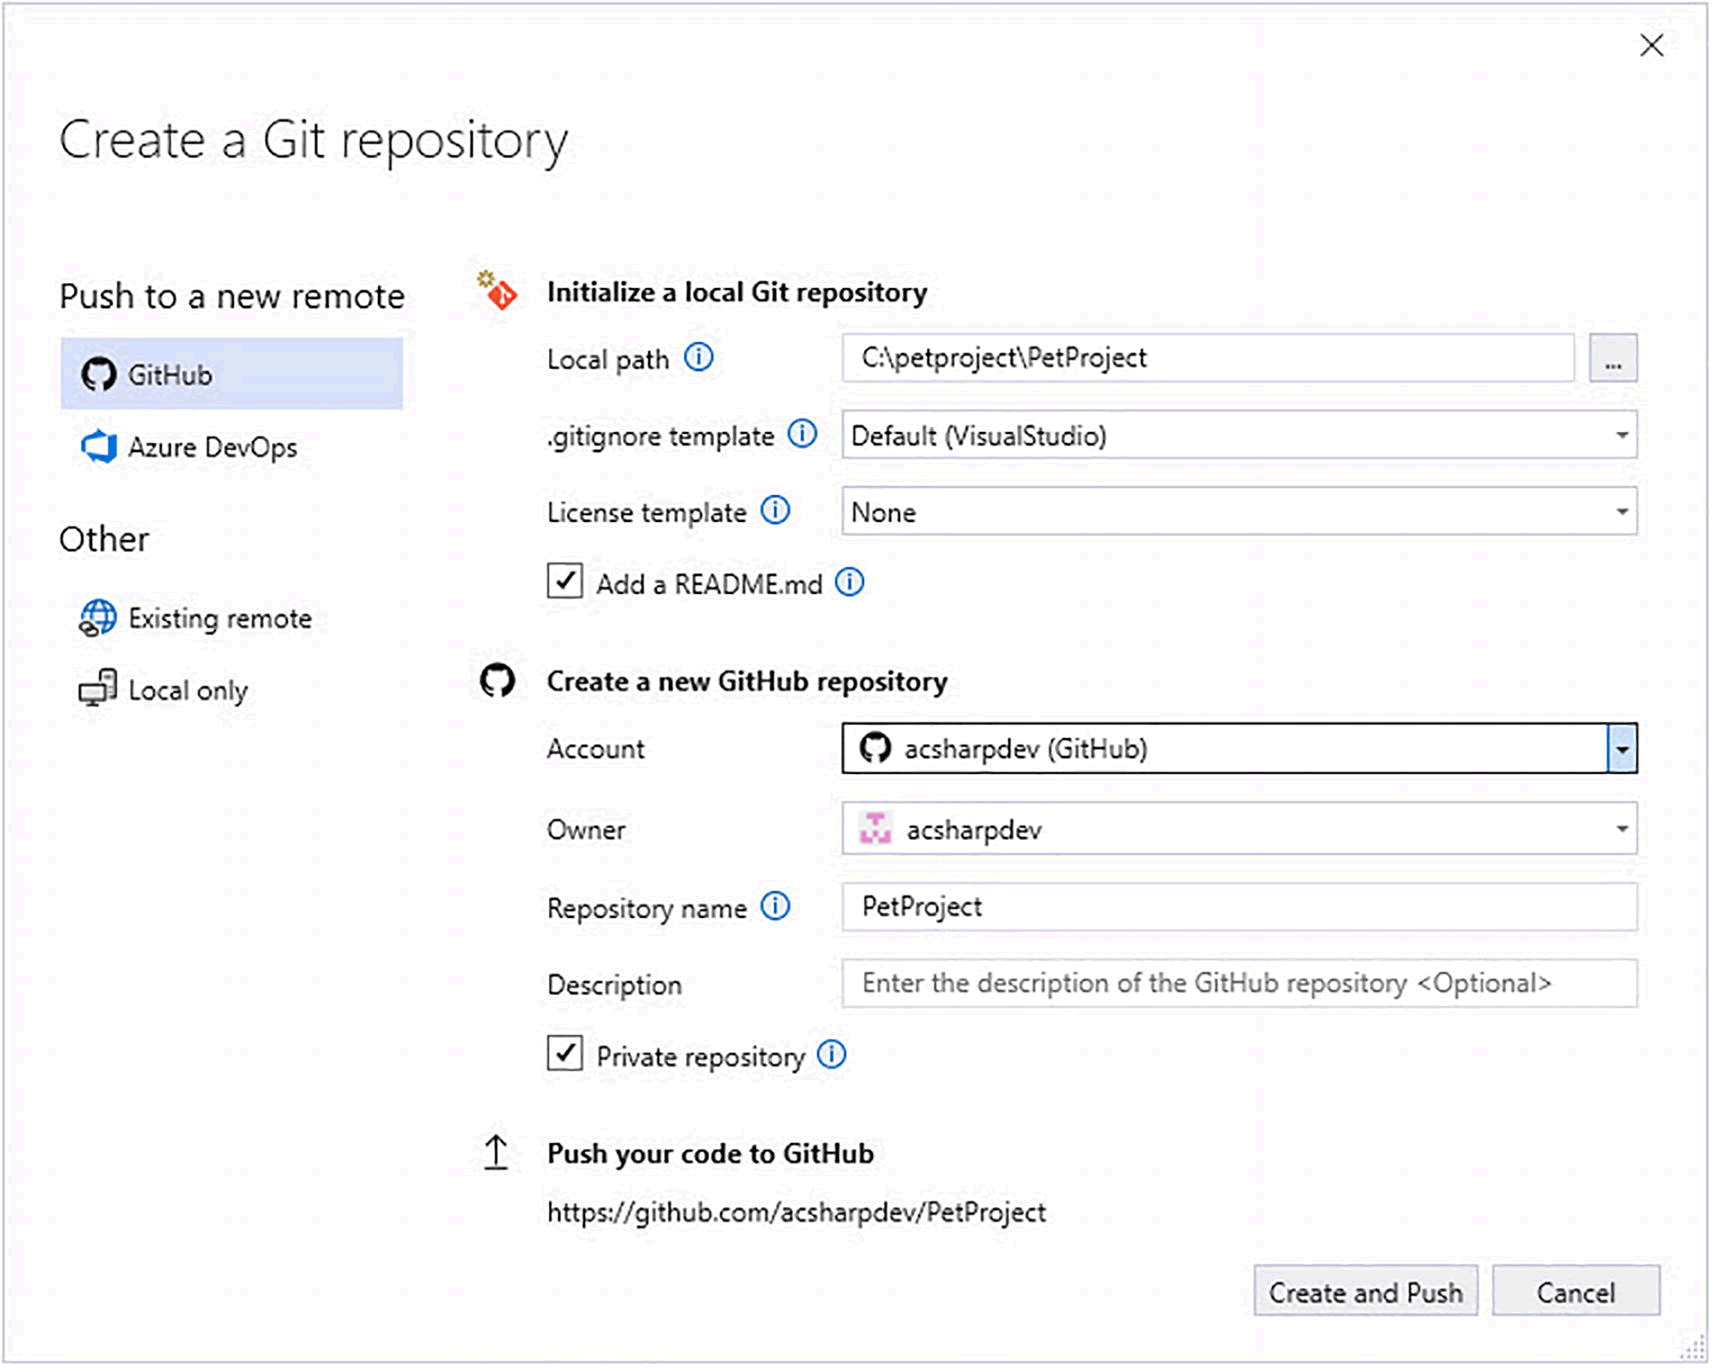 Create a Git repository
Push to a new remote
GitHub
Azure DevOps
Other
Existing remote
Local only
Initialize a local Git repository
Local path
C:\petproject\PetProject
...
.gitignore template
Default (VisualStudio)
License template
None
Add a README.md
Create a new GitHub repository
Account
acsharpdev (GitHub)
Owner
acsharpdev
Repository name
PetProject
Description
Enter the description of the GitHub repository <Optional>
Private repository
Push your code to GitHub
https://github.com/acsharpdev/PetProject
Create and Push
Cancel